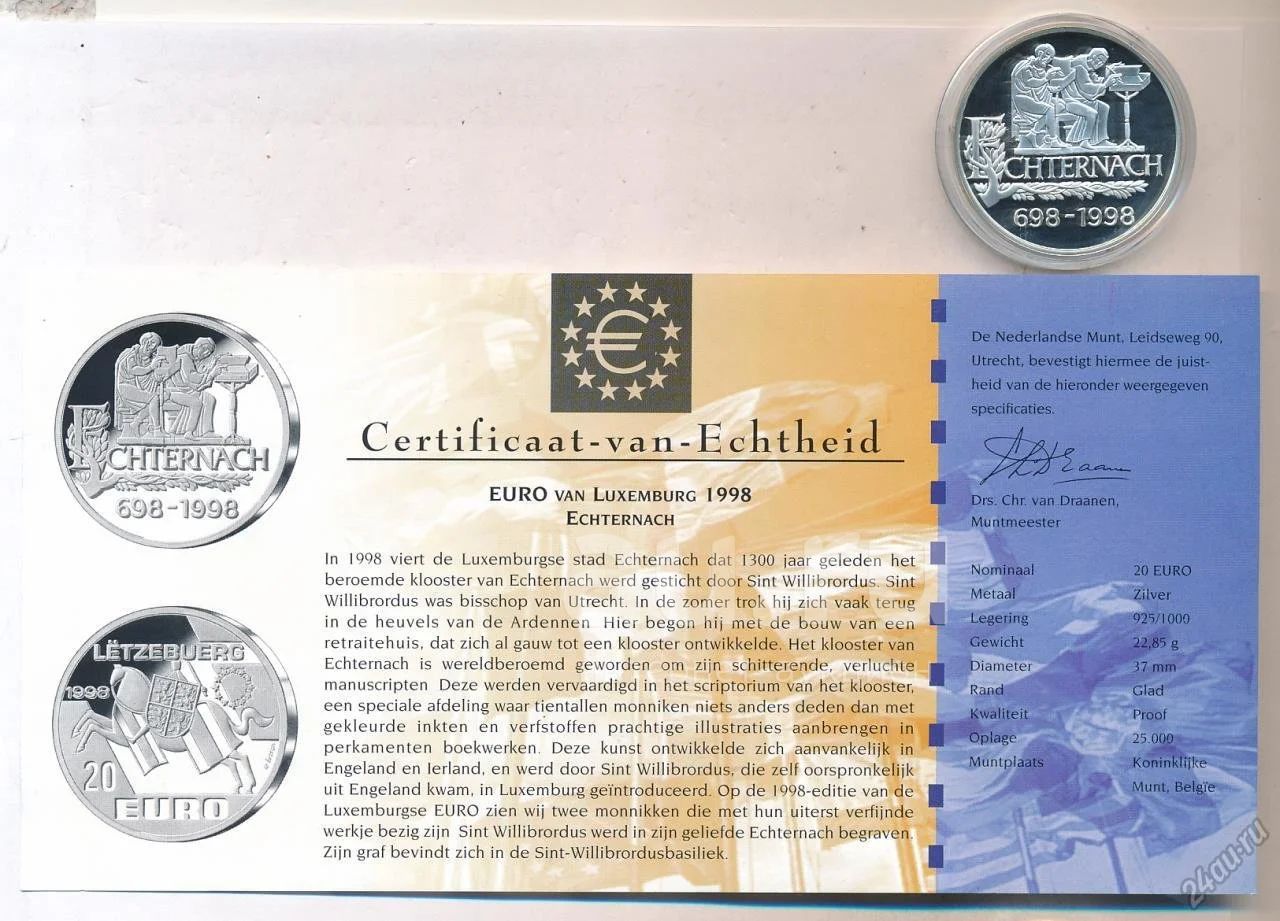 ECHTERNACH
698-1998
ECHTERNACH
698-1998
LËTZEBUERG
1998
20
EURO
€
Certificaat-van-Echtheid
EURO VAN LUXEMBURG 1998
ECHTERNACH
In 1998 viert de Luxemburgse stad Echternach dat 1300 jaar geleden het
beroemde klooster van Echternach werd gesticht door Sint Willibrordus. Sint
Willibrordus was bisschop van Utrecht. In de zomer trok hij zich vaak terug
in de heuvels van de Ardennen Hier begon hij met de bouw van een
retraitehuis, dat zich al gauw tot een klooster ontwikkelde. Het klooster van
Echternach is wereldberoemd geworden om zijn schitterende, verluchte
manuscripten Deze werden vervaardigd in het scriptorium van het klooster,
een speciale afdeling waar tientallen monniken niets anders deden dan met
gekleurde inkten en verfstoffen prachtige illustraties aanbrengen in
perkamenten boekwerken. Deze kunst ontwikkelde zich aanvankelijk in
Engeland en Ierland, en werd door Sint Willibrordus, die zelf oorspronkelijk
uit Engeland kwam, in Luxemburg geïntroduceerd. Op de 1998-editie van de
Luxemburgse EURO zien wij twee monnikken die met hun uiterst verfijnde
werkje bezig zijn Sint Willibrordus werd in zijn geliefde Echternach begraven.
Zijn graf bevindt zich in de Sint-Willibrordusbasiliek.
De Nederlandse Munt, Leidseweg 90,
Utrecht, bevestigt hiermee de juist-
heid van de hieronder weergegeven
specificaties.
Drs. Chr. van Draanen,
Muntmeester
Nominaal 20 EURO
Metaal Zilver
Legering 925/1000
Gewicht 22,85 g
Diameter 37 mm
Rand Glad
Kwaliteit Proof
Oplage 25.000
Muntplaats Koninklijke
Munt, Belgïe
24au.ru